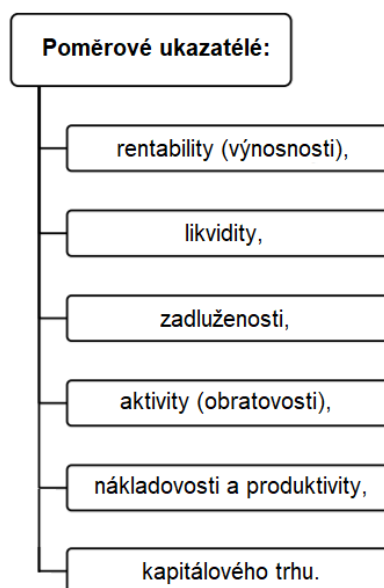 Poměrové ukazatélé:
rentability (výnosnosti),
likvidity,
zadluženosti,
aktivity (obratovosti),
nákladovosti a produktivity,
kapitálového trhu.